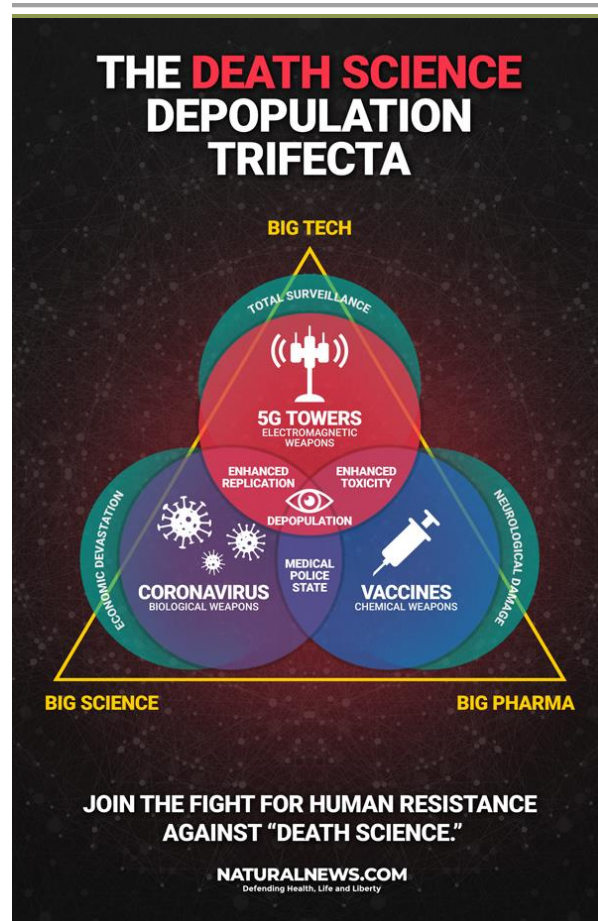 THE DEATH SCIENCE
DEPOPULATION
TRIFECTA
BIG TECH
TOTAL SURVEILLANCE
5G TOWERS
ELECTROMAGNETIC
WEAPONS
ENHANCED
REPLICATION
ENHANCED
TOXICITY
DEPOPULATION
ECONOMIC DEVASTATION
NEUROLOGICAL DAMAGE
MEDICAL
POLICE
STATE
CORONAVIRUS
BIOLOGICAL WEAPONS
VACCINES
CHEMICAL WEAPONS
BIG SCIENCE
BIG PHARMA
JOIN THE FIGHT FOR HUMAN RESISTANCE
AGAINST “DEATH SCIENCE.”
NATURALNEWS.COM
Defending Health, Life and Liberty